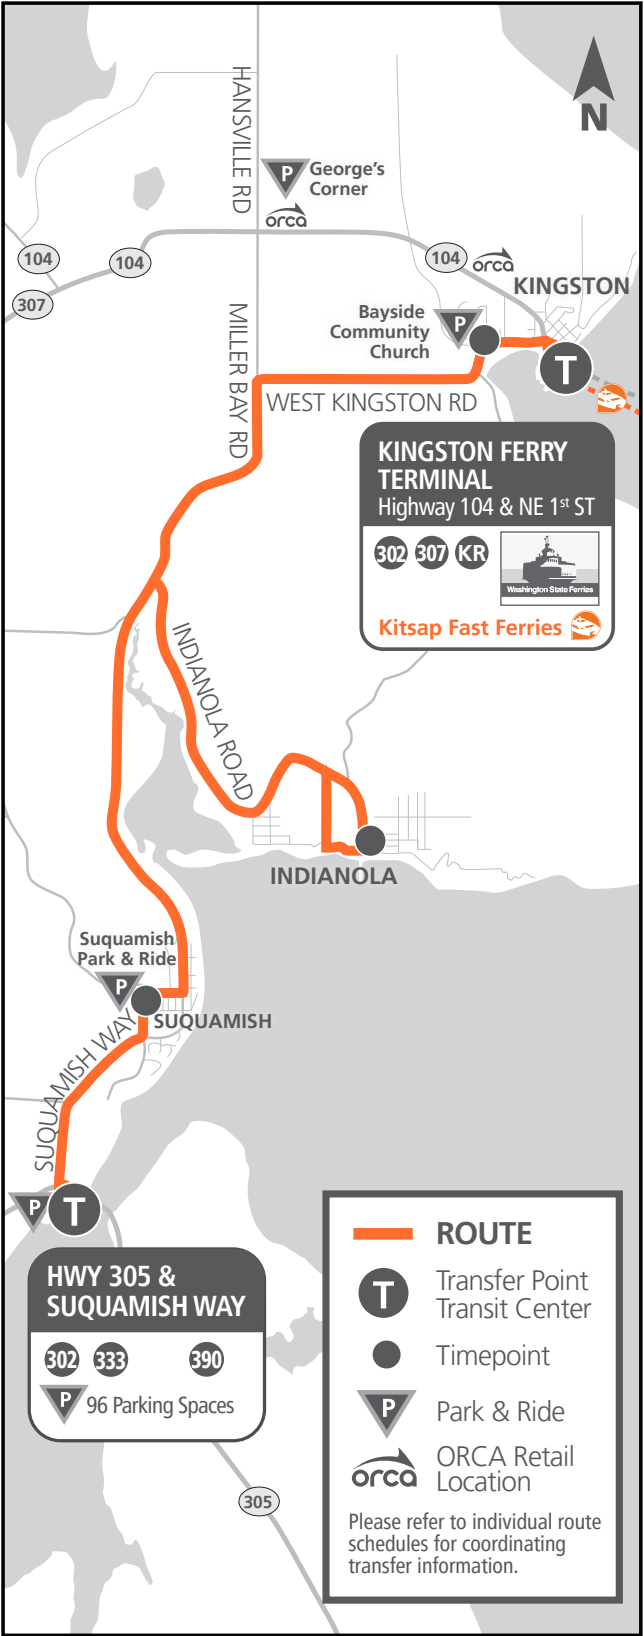 N
HANSVILLE RD
P
George's
Corner
orca
104
104
104
orca
307
KINGSTON
MILLER BAY RD
Bayside
Community
Church
P
T
WEST KINGSTON RD
KINGSTON FERRY
TERMINAL
Highway 104 & NE 1st ST
302 307 KR
Washington State Ferries
Kitsap Fast Ferries
INDIANOLA ROAD
INDIANOLA
Suquamish
Park & Ride
P
SUQUAMISH
SUQUAMISH WAY
P
T
HWY 305 &
SUQUAMISH WAY
302 333 390
P 96 Parking Spaces
305
ROUTE
T
Transfer Point
Transit Center
Timepoint
P
Park & Ride
orca
ORCA Retail
Location
Please refer to individual route
schedules for coordinating
transfer information.